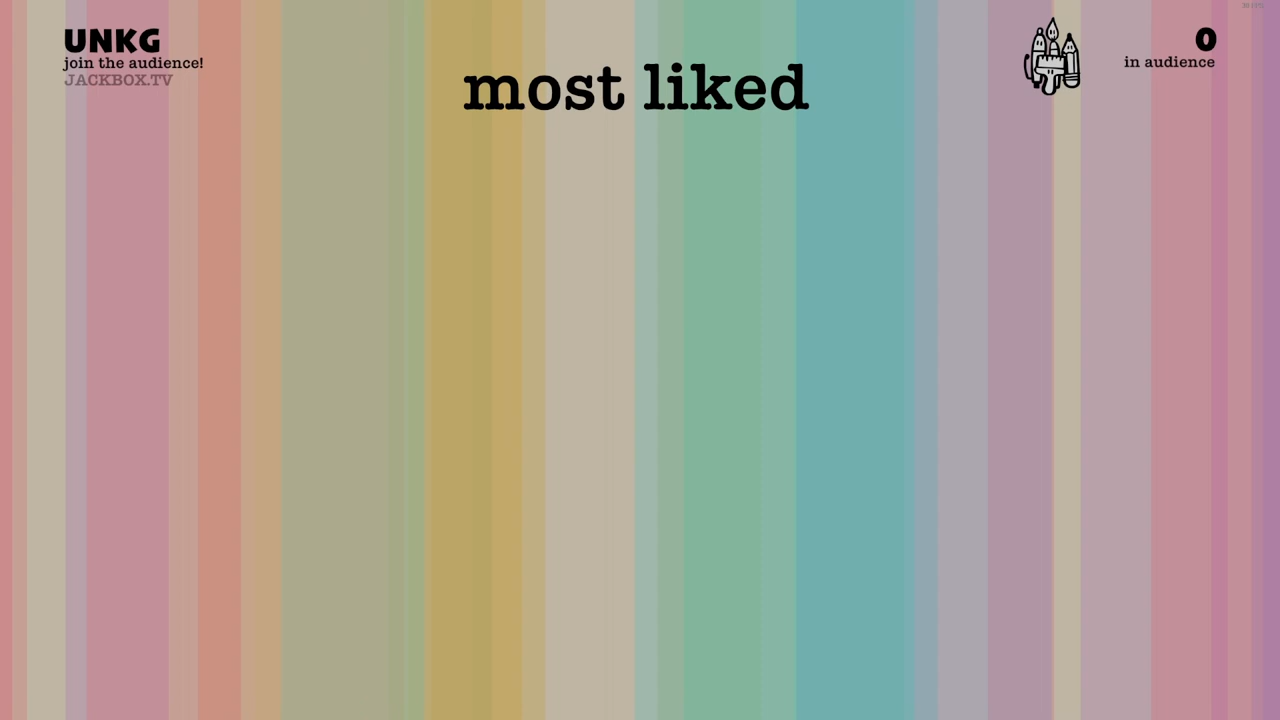 UNKG
join the audience!
JACKBOX.TV
most liked
0
in audience